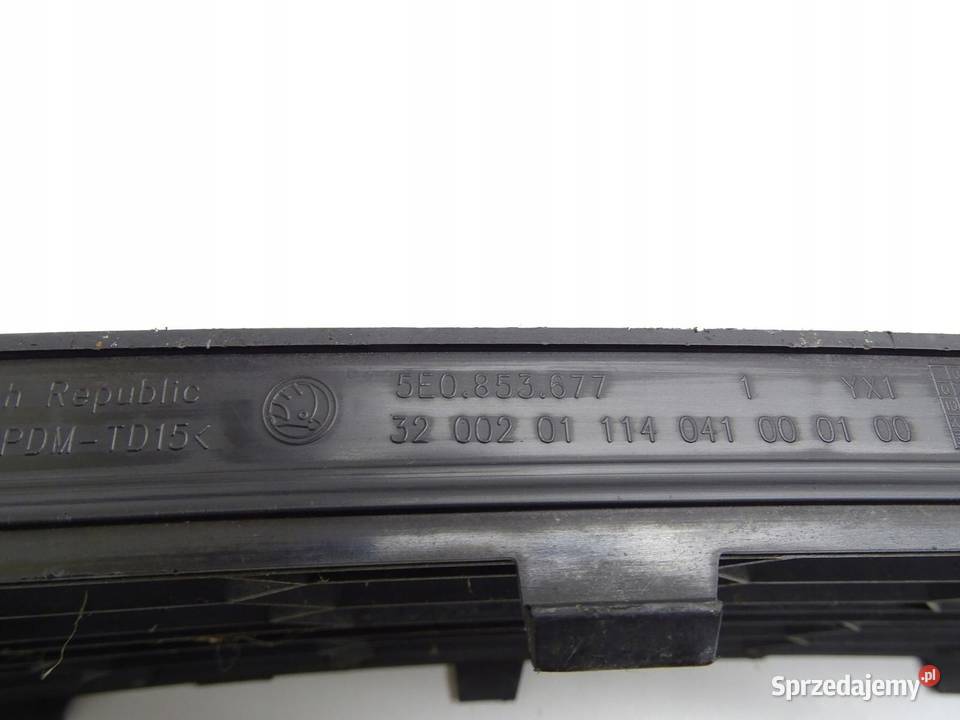 h Republic
PDM-TD15<
5E0.853.677 1 YX1
32 002 01 114 041 00 01 00
Sprzedajemy.pl